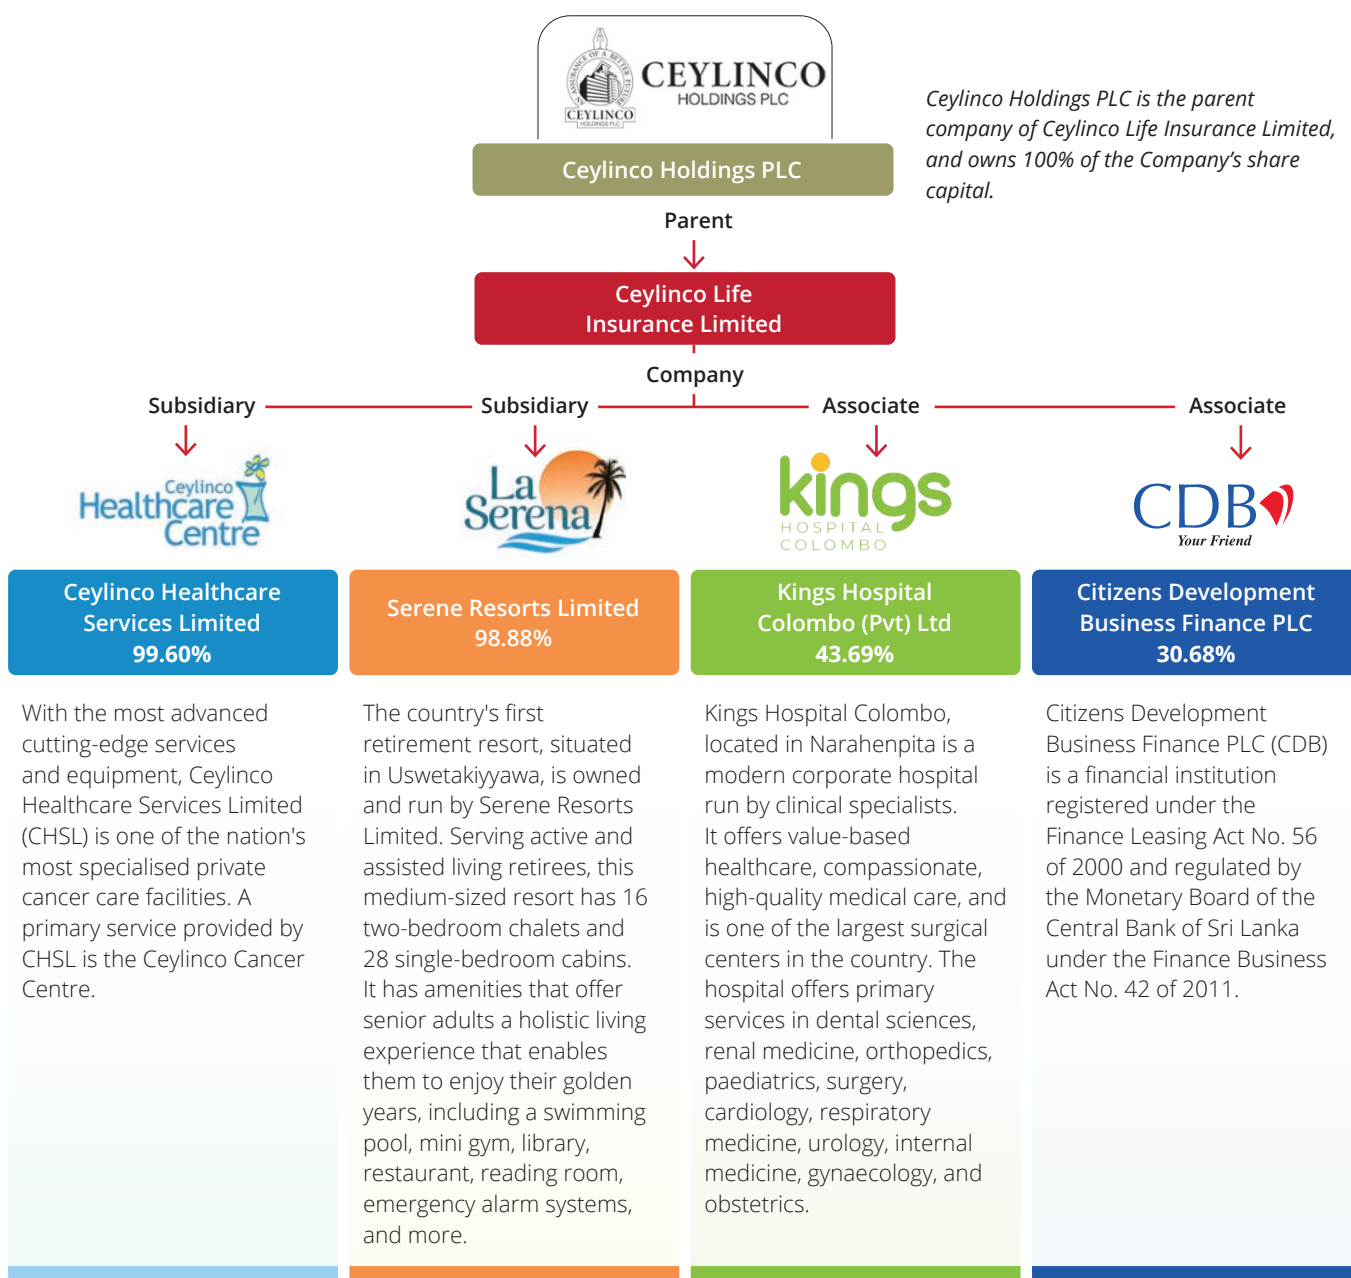 AN ASSURANCE OF A BETTER FUTURE
CEYLINCO
HOLDINGS PLC
CEYLINCO
HOLDINGS PLC
Ceylinco Holdings PLC is the parent
company of Ceylinco Life Insurance Limited,
and owns 100% of the Company’s share
capital.
Ceylinco Holdings PLC
Parent
Ceylinco Life
Insurance Limited
Company
Subsidiary
Subsidiary
Associate
Associate
Ceylinco
Healthcare
Centre
La
Serena
kings
HOSPITAL
COLOMBO
CDB
Your Friend
Ceylinco Healthcare
Services Limited
99.60%
With the most advanced
cutting-edge services
and equipment, Ceylinco
Healthcare Services Limited
(CHSL) is one of the nation's
most specialised private
cancer care facilities. A
primary service provided by
CHSL is the Ceylinco Cancer
Centre.
Serene Resorts Limited
98.88%
The country's first
retirement resort, situated
in Uswetakiyyawa, is owned
and run by Serene Resorts
Limited. Serving active and
assisted living retirees, this
medium-sized resort has 16
two-bedroom chalets and
28 single-bedroom cabins.
It has amenities that offer
senior adults a holistic living
experience that enables
them to enjoy their golden
years, including a swimming
pool, mini gym, library,
restaurant, reading room,
emergency alarm systems,
and more.
Kings Hospital
Colombo (Pvt) Ltd
43.69%
Kings Hospital Colombo,
located in Narahenpita is a
modern corporate hospital
run by clinical specialists.
It offers value-based
healthcare, compassionate,
high-quality medical care, and
is one of the largest surgical
centers in the country. The
hospital offers primary
services in dental sciences,
renal medicine, orthopedics,
paediatrics, surgery,
cardiology, respiratory
medicine, urology, internal
medicine, gynaecology, and
obstetrics.
Citizens Development
Business Finance PLC
30.68%
Citizens Development
Business Finance PLC (CDB)
is a financial institution
registered under the
Finance Leasing Act No. 56
of 2000 and regulated by
the Monetary Board of the
Central Bank of Sri Lanka
under the Finance Business
Act No. 42 of 2011.